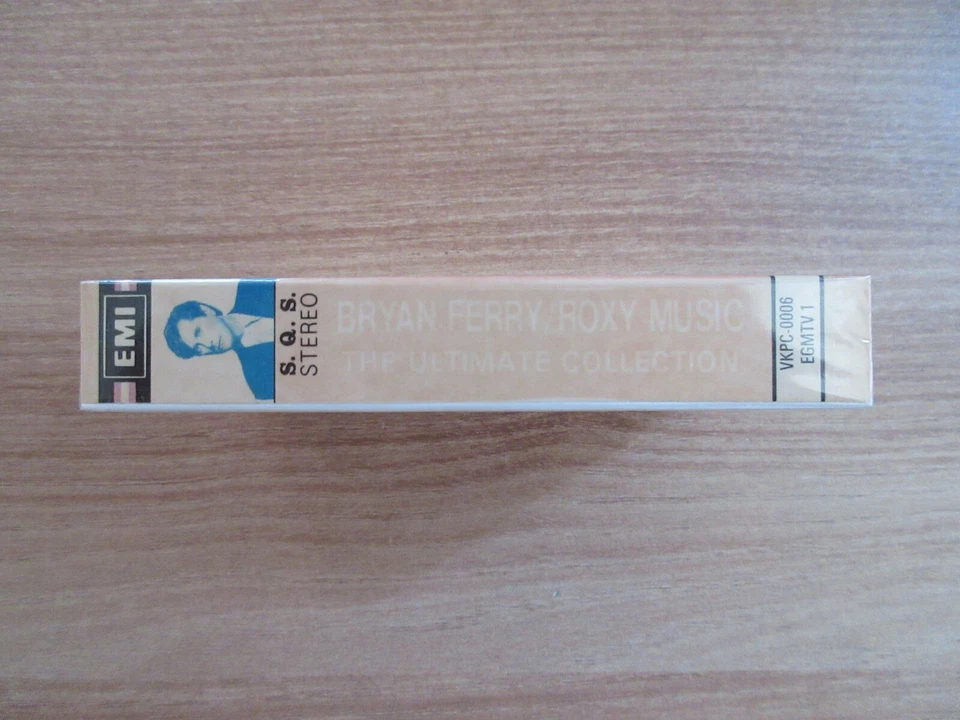 EMI
S. Q. S.
STEREO
BRYAN FERRY/ROXY MUSIC
THE ULTIMATE COLLECTION
VKPC-0006
EGMTV 1